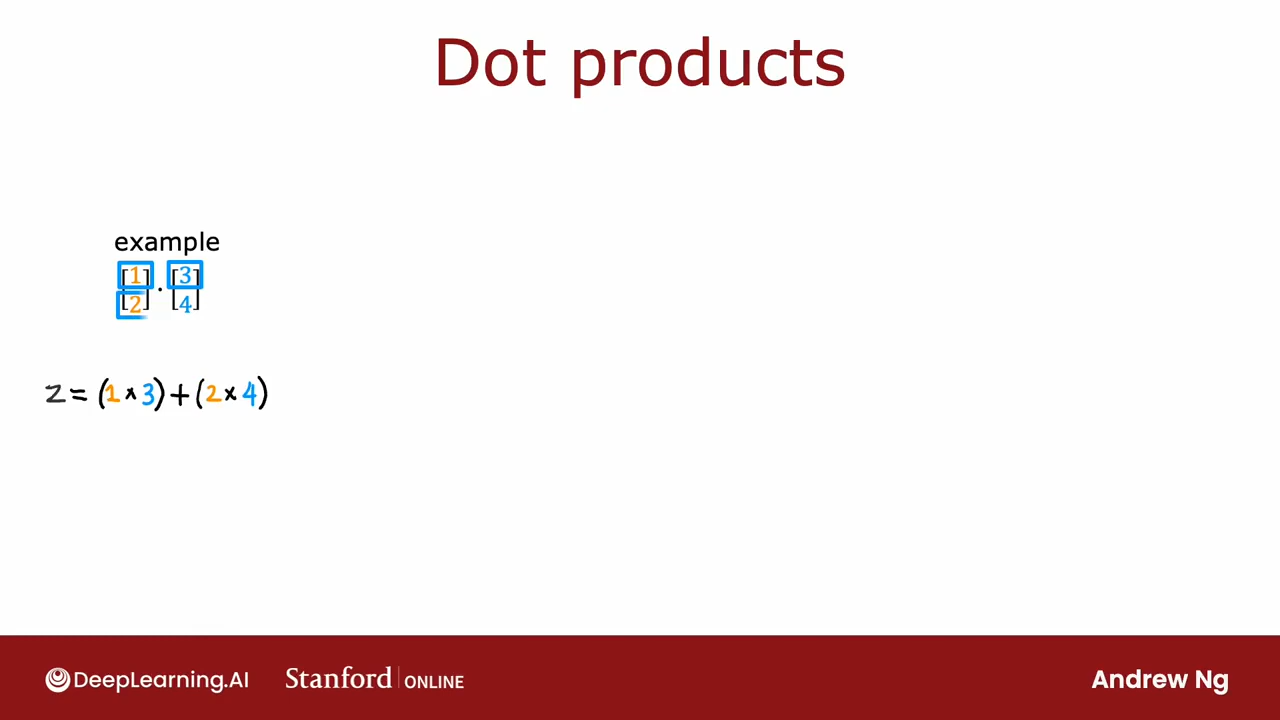 Dot products
example
[1] . [3]
[2] [4]
z = (1 × 3) + (2 × 4)
DeepLearning.AI Stanford | ONLINE Andrew Ng